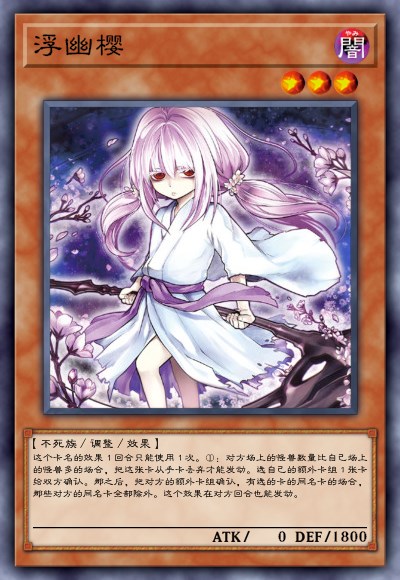 浮幽樱
やみ
闇
【不死族／调整／效果】
这个卡名的效果1回合只能使用1次。①：对方场上的怪兽数量比自己场上
的怪兽多的场合，把这张卡从手卡丢弃才能发动。选自己的额外卡组1张卡
给双方确认。那之后，把对方的额外卡组确认，有选的卡的同名卡的场合，
那些对方的同名卡全部除外。这个效果在对方回合也能发动。
ATK/ 0 DEF/1800